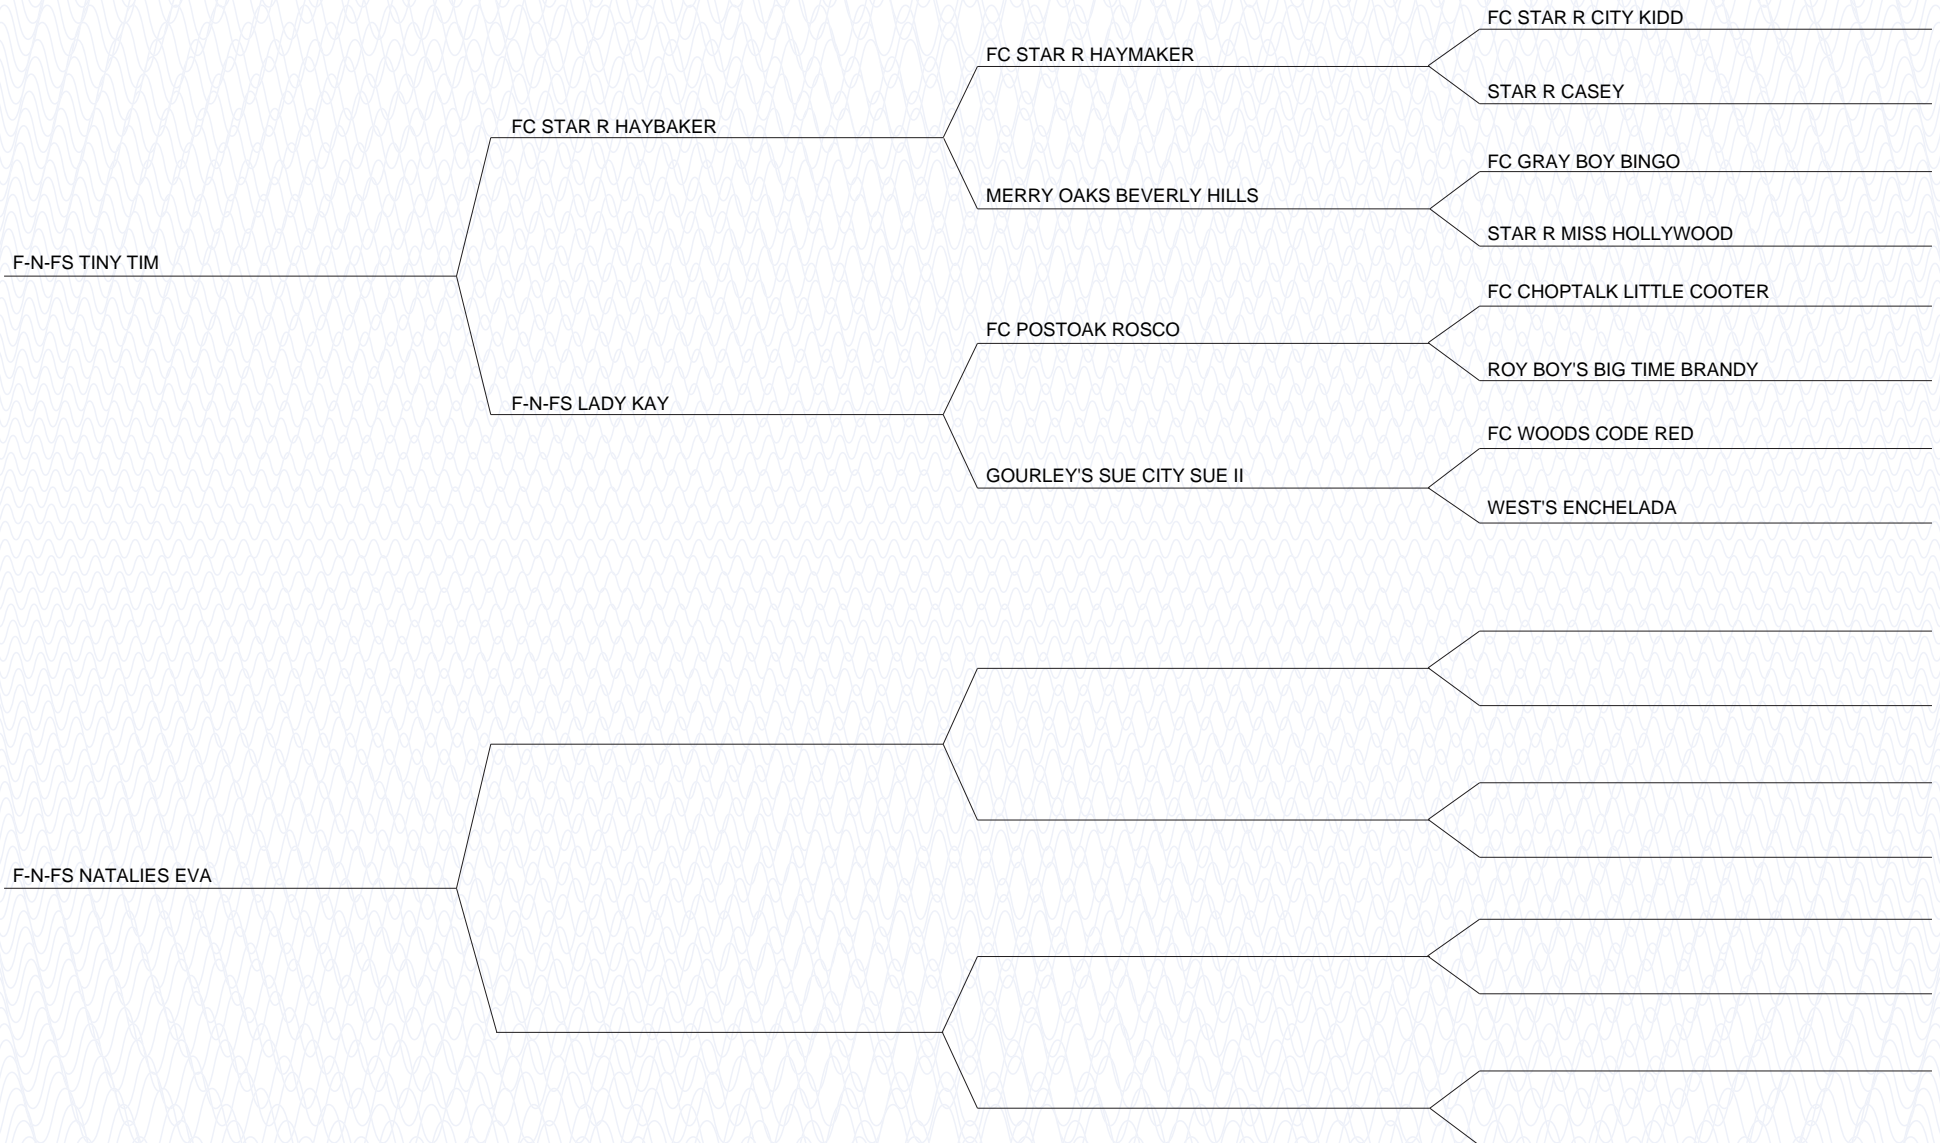 FC STAR R CITY KIDD
FC STAR R HAYMAKER
STAR R CASEY
FC STAR R HAYBAKER
FC GRAY BOY BINGO
MERRY OAKS BEVERLY HILLS
STAR R MISS HOLLYWOOD
F-N-FS TINY TIM
FC CHOPTALK LITTLE COOTER
FC POSTOAK ROSCO
ROY BOY'S BIG TIME BRANDY
F-N-FS LADY KAY
FC WOODS CODE RED
GOURLEY'S SUE CITY SUE II
WEST'S ENCHELADA
F-N-FS NATALIES EVA